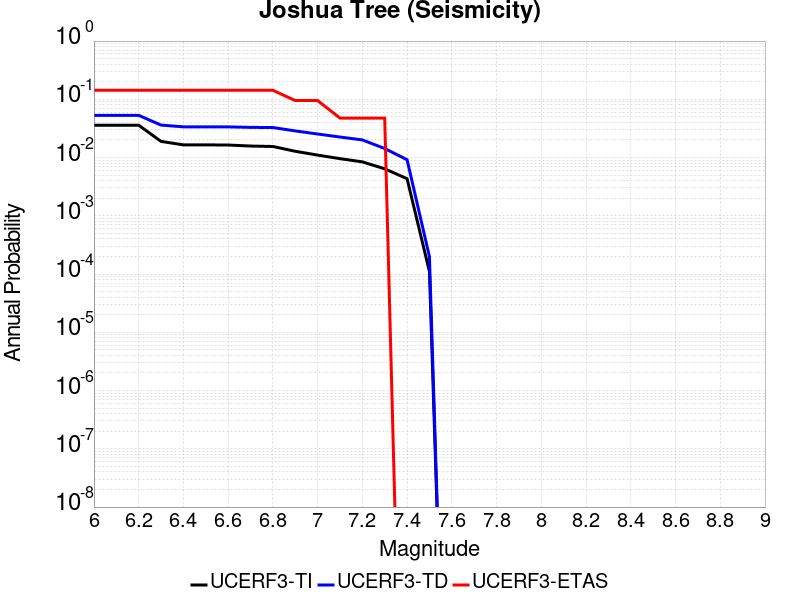 Joshua Tree (Seismicity)
10^0
10^-1
10^-2
10^-3
10^-4
10^-5
10^-6
10^-7
10^-8
Annual Probability
6 6.2 6.4 6.6 6.8 7 7.2 7.4 7.6 7.8 8 8.2 8.4 8.6 8.8 9
Magnitude
UCERF3-TI UCERF3-TD UCERF3-ETAS